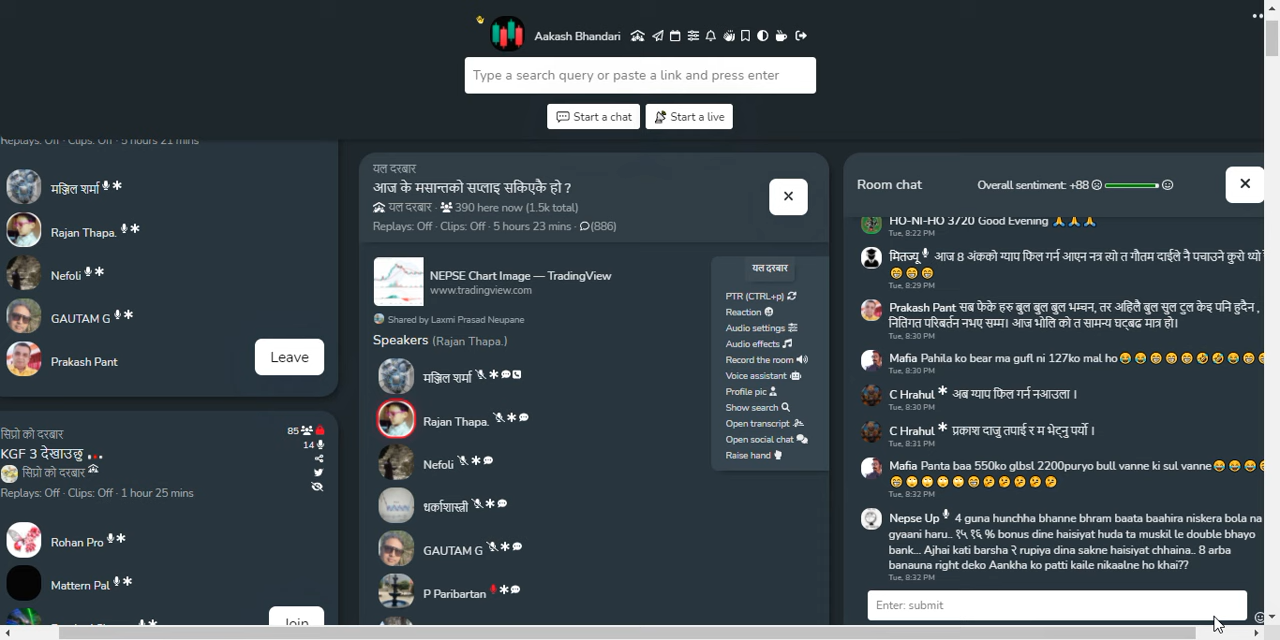 Aakash Bhandari
Type a search query or paste a link and press enter
Start a chat
Start a live
Replays: Off · Clips: Off · 5 hours 21 mins
मञ्जिल शर्मा
Rajan Thapa.
Nefoli
GAUTAM G
Prakash Pant
Leave
सिप्रो को दरबार
85
14
KGF 3 देखाउछु
सिप्रो को दरबार
Replays: Off · Clips: Off · 1 hour 25 mins
Rohan Pro
Mattern Pal
Join
यल दरबार
आज के मसान्तको सप्लाइ सकिएकै हो ?
यल दरबार · 390 here now (1.5k total)
Replays: Off · Clips: Off · 5 hours 23 mins · (886)
NEPSE Chart Image — TradingView
www.tradingview.com
Shared by Laxmi Prasad Neupane
Speakers (Rajan Thapa.)
मञ्जिल शर्मा
Rajan Thapa.
Nefoli
धर्काशास्त्री
GAUTAM G
P Paribartan
यल दरबार
PTR (CTRL+p)
Reaction
Audio settings
Audio effects
Record the room
Voice assistant
Profile pic
Show search
Open transcript
Open social chat
Raise hand
Room chat
Overall sentiment: +88
HO-NI-HO 3720 Good Evening 🙏🙏🙏
Tue, 8:22 PM
मितज्यू आज 8 अंकको ग्याप फिल गर्न आएन नत्र त्यो त गौतम दाईले नै पचाउने कुरो थ्यो
😁😁😁
Tue, 8:29 PM
Prakash Pant सब फेके हरु बुल बुल बुल भन्चन, तर अहिलै बुल सुल टुल केइ पनि हुदैन ,
नितिगत परिबर्तन नभए सम्म। आज भोलि को त सामन्य घट्बढ मात्र हो।
Tue, 8:30 PM
Mafia Pahila ko bear ma gufl ni 127ko mal ho 😂😂😁😁🤣🤣😁
Tue, 8:30 PM
C Hrahul * अब ग्याप फिल गर्न नआउला ।
Tue, 8:30 PM
C Hrahul * प्रकाश दाजु तपाई र म भेट्नु पर्यो ।
Tue, 8:31 PM
Mafia Panta baa 550ko glbsl 2200puryo bull vanne ki sul vanne 😂😂😂
😁🙄🙄🙄🙄😁🤔🤔🤔🤔🤔
Tue, 8:32 PM
Nepse Up 4 guna hunchha bhanne bhram baata baahira niskera bola na
gyaani haru.. १५ १६ % bonus dine haisiyat huda ta muskil le double bhayo
bank... Ajhai kati barsha २ rupiya dina sakne haisiyat chhaina.. 8 arba
banauna right deko Aankha ko patti kaile nikaalne ho khai??
Tue, 8:32 PM
Enter: submit